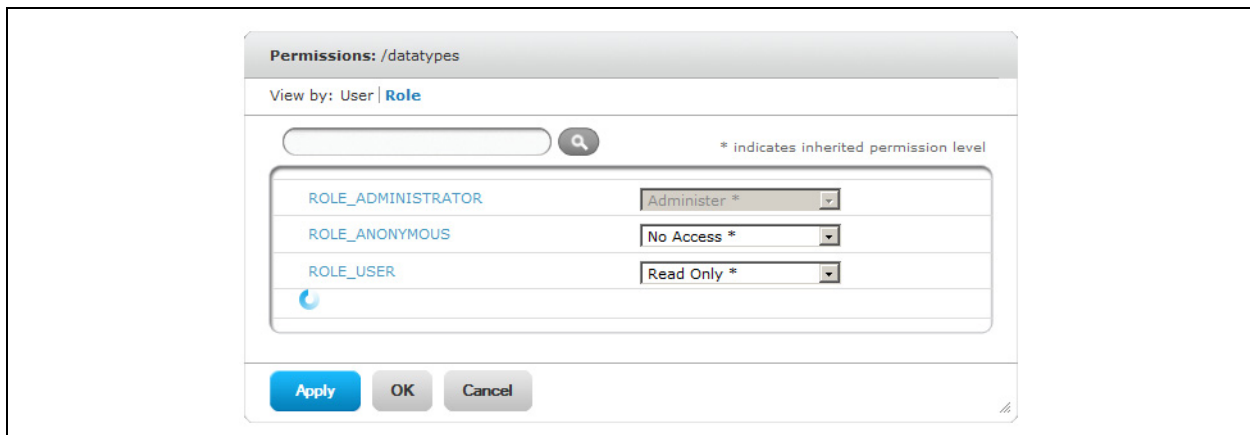 Permissions: /datatypes
View by: User | Role
* indicates inherited permission level
ROLE_ADMINISTRATOR Administer *
ROLE_ANONYMOUS No Access *
ROLE_USER Read Only *
Apply OK Cancel